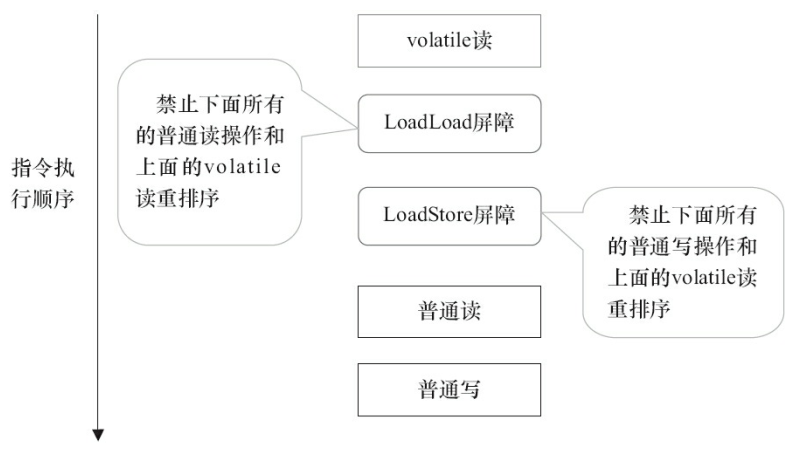 volatile读
禁止下面所有
的普通读操作和
上面的volatile
读重排序
LoadLoad屏障
指令执
行顺序
LoadStore屏障
禁止下面所有
的普通写操作和
上面的volatile读
重排序
普通读
普通写